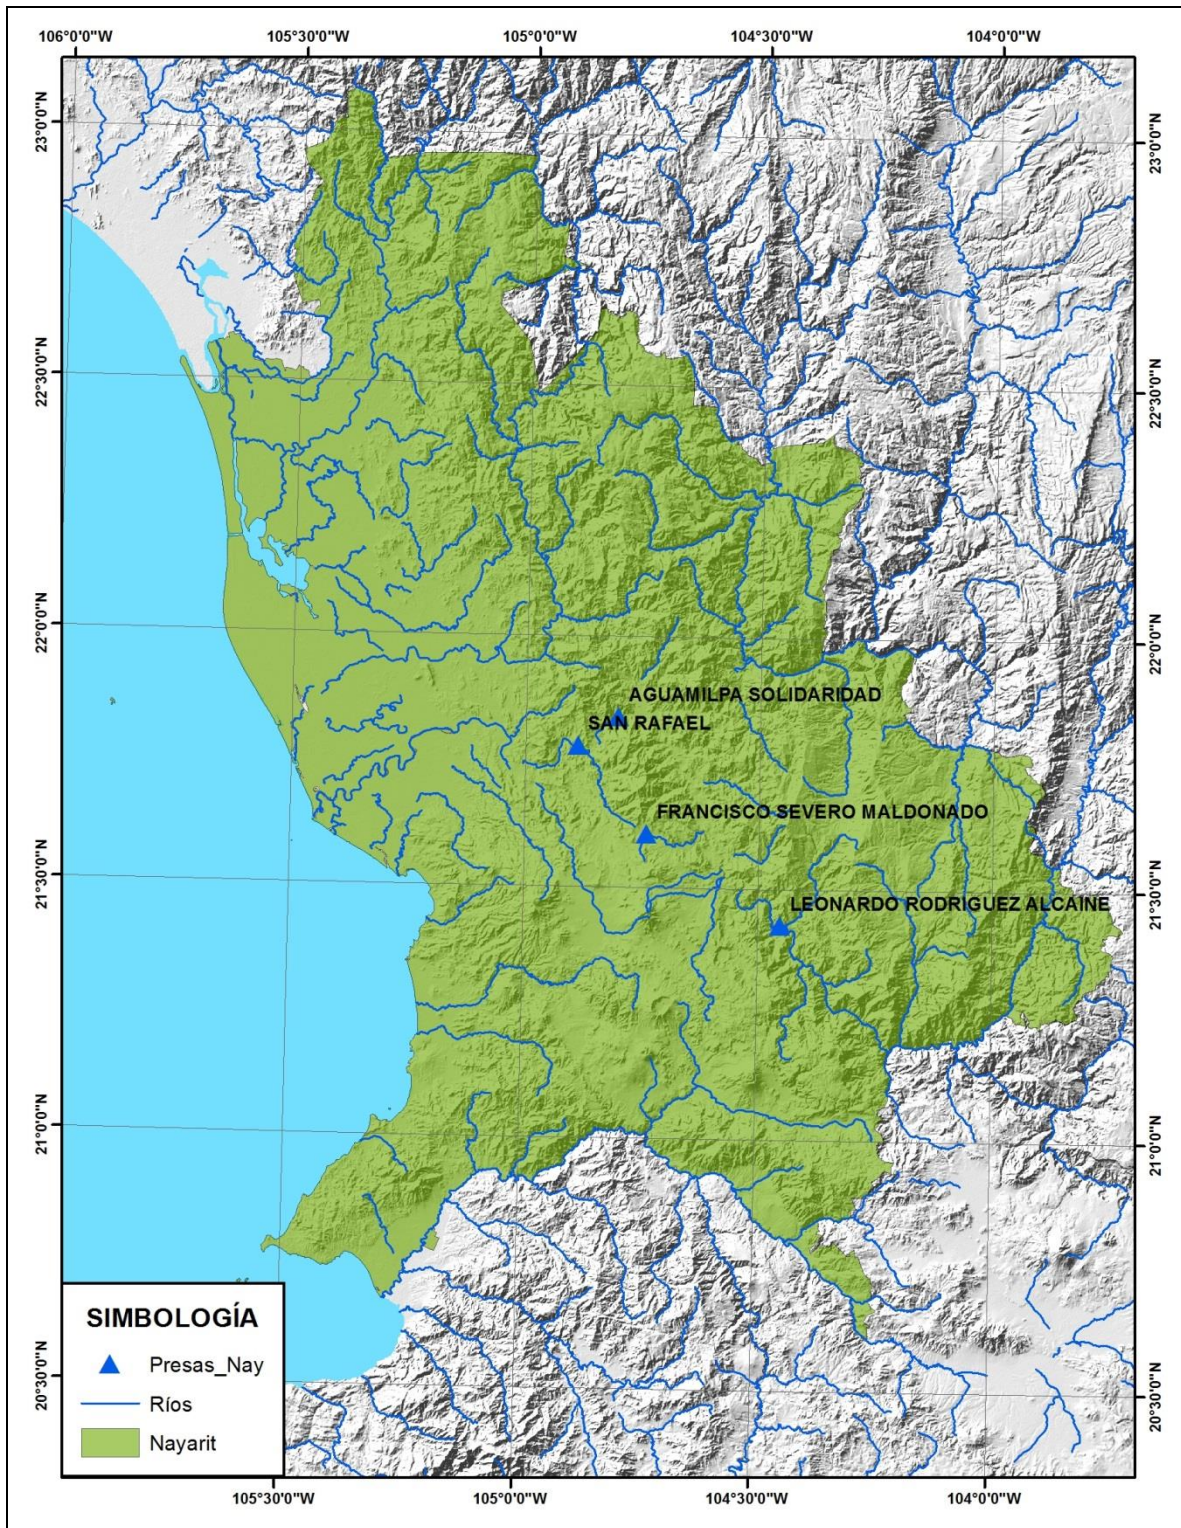 106°0'0"W 105°30'0"W 105°0'0"W 104°30'0"W 104°0'0"W
23°0'0"N
23°0'0"N
22°30'0"N
22°30'0"N
22°0'0"N
22°0'0"N
AGUAMILPA SOLIDARIDAD
SAN RAFAEL
FRANCISCO SEVERO MALDONADO
21°30'0"N
21°30'0"N
LEONARDO RODRIGUEZ ALCAINE
21°0'0"N
21°0'0"N
SIMBOLOGÍA
Presas_Nay
Ríos
Nayarit
20°30'0"N
20°30'0"N
105°30'0"W 105°0'0"W 104°30'0"W 104°0'0"W